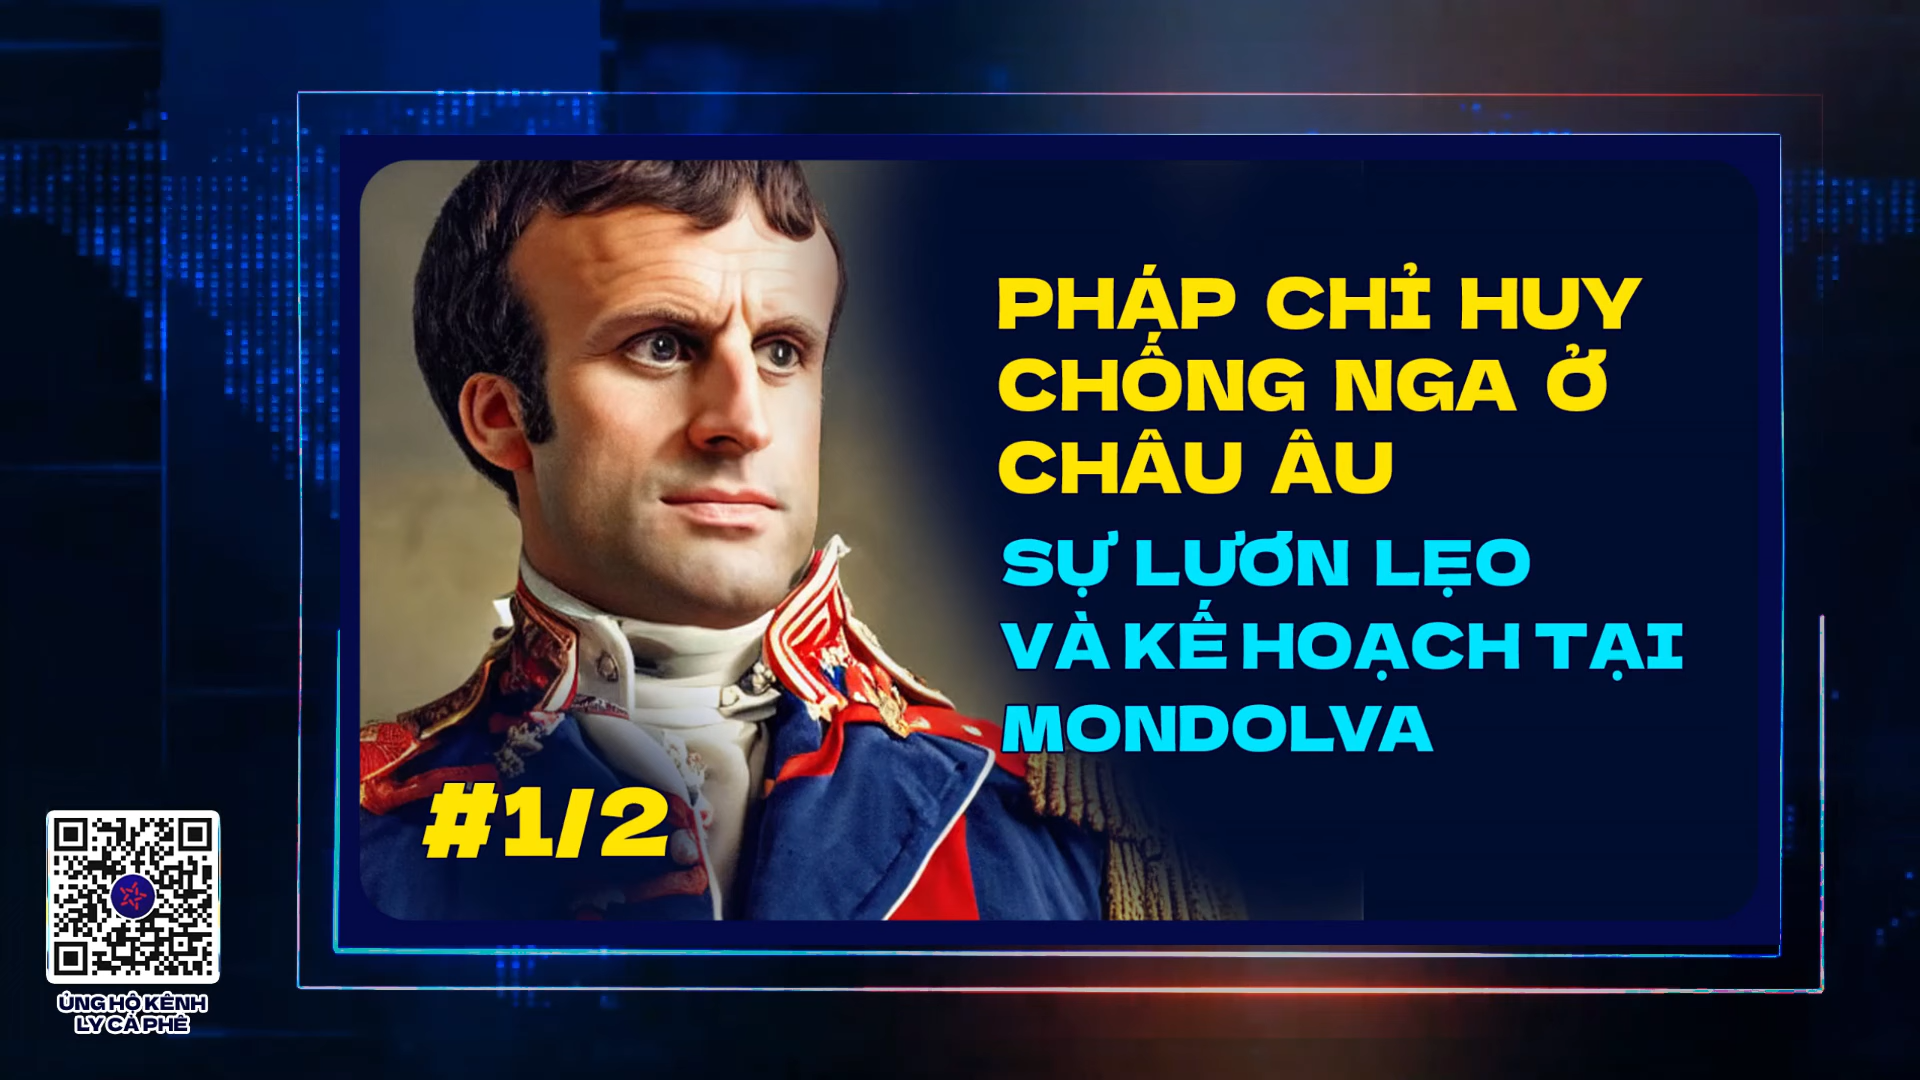 PHÁP CHỈ HUY
CHỐNG NGA Ở
CHÂU ÂU
SỰ LƯƠN LẸO
VÀ KẾ HOẠCH TẠI
MONDOLVA
#1/2
ỦNG HỘ KÊNH
LY CÀ PHÊ